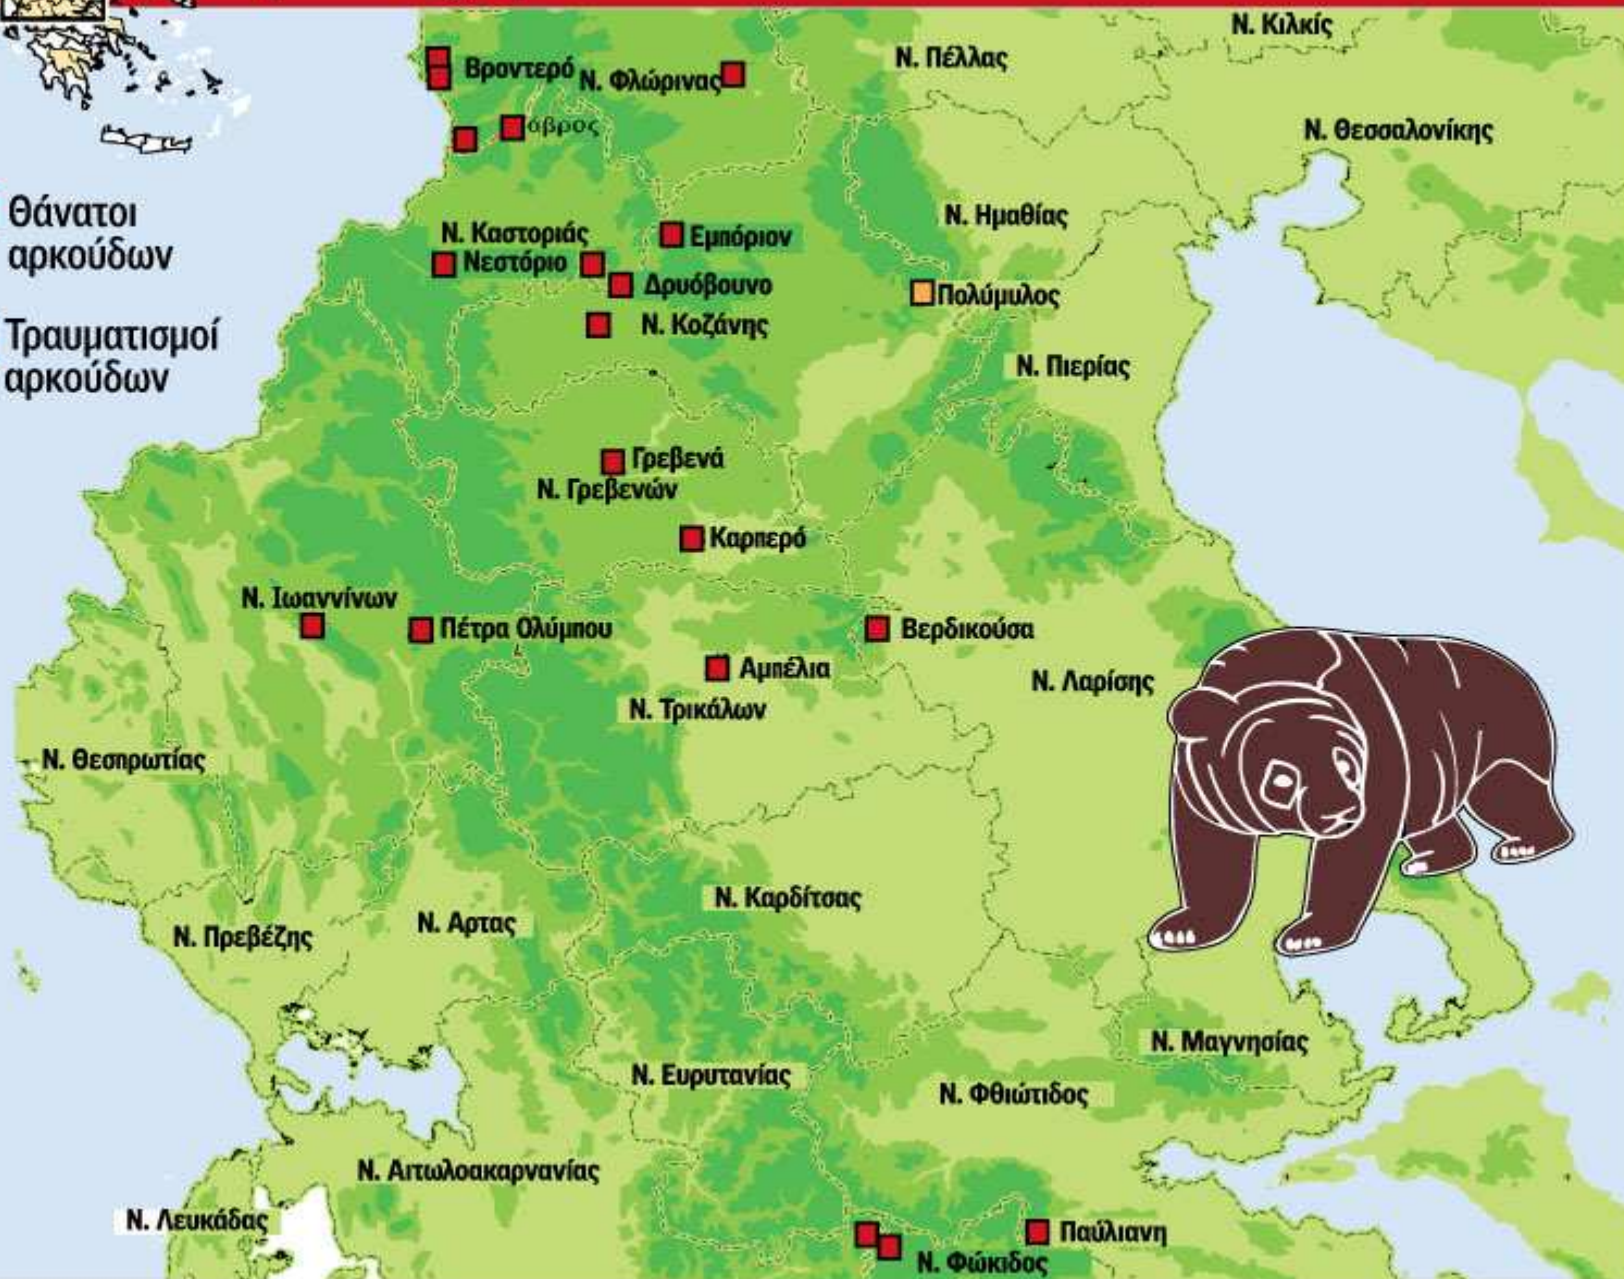 Ν. Κιλκίς
Ν. Πέλλας
Βροντερό
Ν. Φλώρινας
όβρος
Ν. Θεσσαλονίκης
Θάνατοι
αρκούδων
Ν. Ημαθίας
Ν. Καστοριάς
Εμπόριον
Νεστόριο
Δρυόβουνο
Πολύμυλος
Ν. Κοζάνης
Τραυματισμοί
αρκούδων
Ν. Πιερίας
Γρεβενά
Ν. Γρεβενών
Καρπερό
Ν. Ιωαννίνων
Πέτρα Ολύμπου
Βερδικούσα
Αμπέλια
Ν. Λαρίσης
Ν. Τρικάλων
Ν. Θεσπρωτίας
Ν. Καρδίτσας
Ν. Αρτας
Ν. Πρεβέζης
Ν. Μαγνησίας
Ν. Ευρυτανίας
Ν. Φθιώτιδος
Ν. Αιτωλοακαρνανίας
Ν. Λευκάδας
Παύλιανη
Ν. Φώκιδος